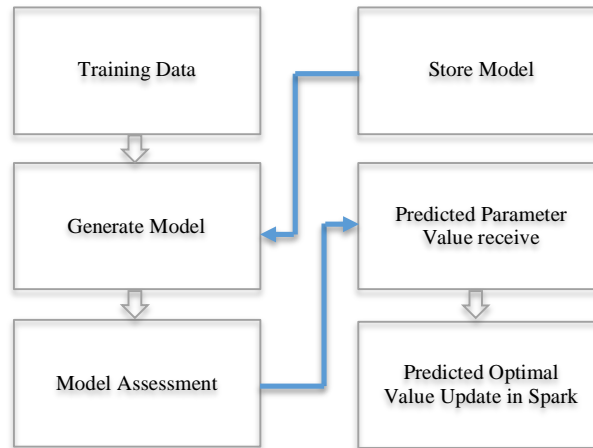 Training Data
Store Model
Generate Model
Predicted Parameter
Value receive
Model Assessment
Predicted Optimal
Value Update in Spark